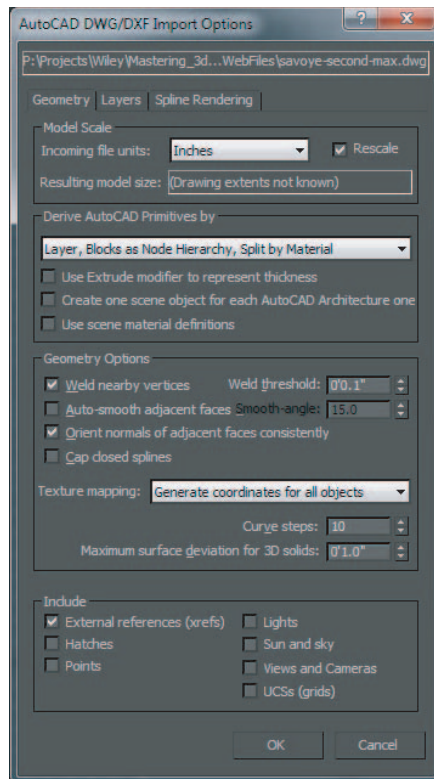 AutoCAD DWG/DXF Import Options
P:\Projects\Wiley\Mastering_3d...WebFiles\savoye-second-max.dwg
Geometry Layers Spline Rendering
Model Scale
Incoming file units: Inches Rescale
Resulting model size: (Drawing extents not known)
Derive AutoCAD Primitives by
Layer, Blocks as Node Hierarchy, Split by Material
Use Extrude modifier to represent thickness
Create one scene object for each AutoCAD Architecture one
Use scene material definitions
Geometry Options
Weld nearby vertices Weld threshold: 0'0.1"
Auto-smooth adjacent faces Smooth-angle: 15.0
Orient normals of adjacent faces consistently
Cap closed splines
Texture mapping: Generate coordinates for all objects
Curve steps: 10
Maximum surface deviation for 3D solids: 0'1.0"
Include
External references (xrefs) Lights
Hatches Sun and sky
Points Views and Cameras
UCSs (grids)
OK Cancel